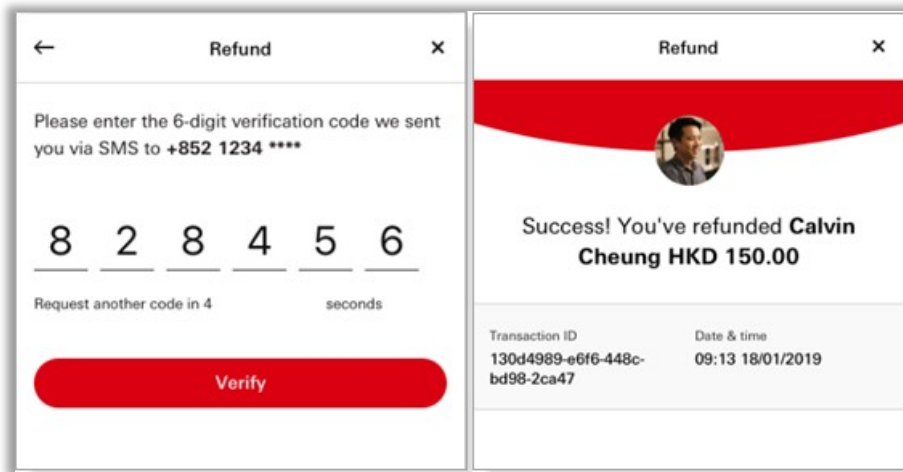 Refund
Please enter the 6-digit verification code we sent
you via SMS to +852 1234 ****
8 2 8 4 5 6
Request another code in 4 seconds
Verify
Refund
Success! You've refunded Calvin
Cheung HKD 150.00
Transaction ID
130d4989-e6f6-448c-
bd98-2ca47
Date & time
09:13 18/01/2019